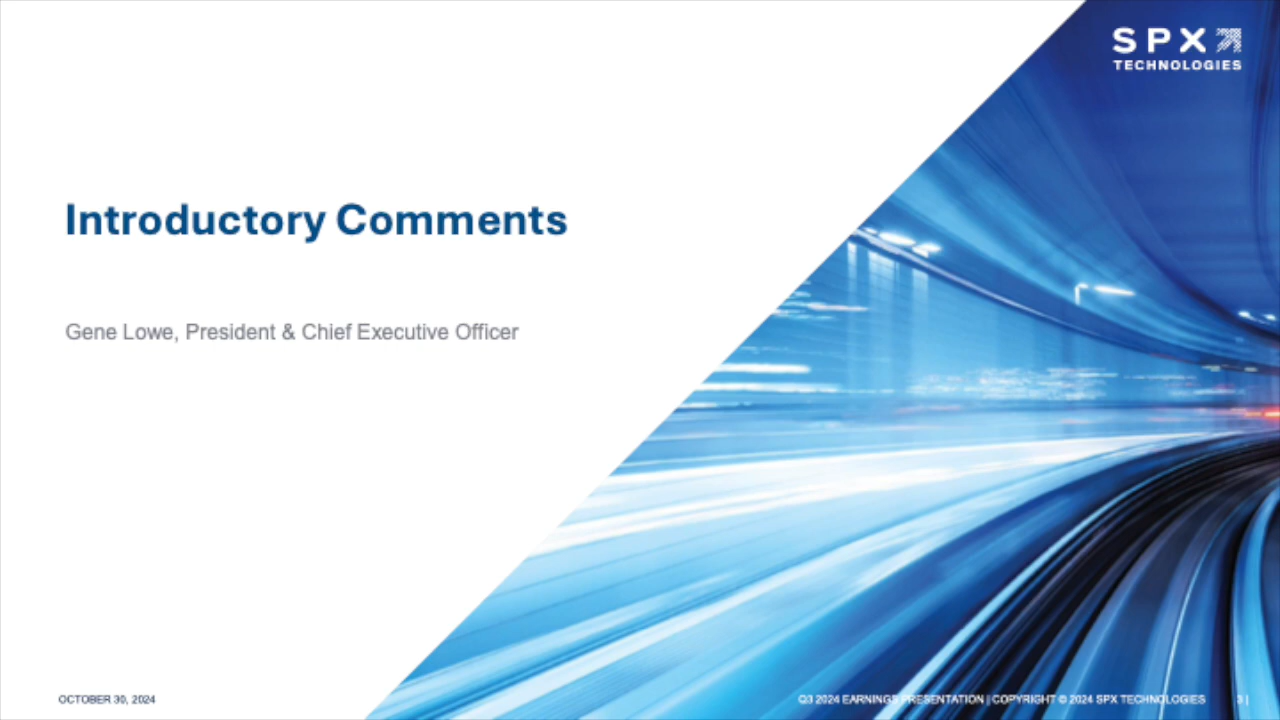 SPX
TECHNOLOGIES
Introductory Comments
Gene Lowe, President & Chief Executive Officer
OCTOBER 30, 2024
Q3 2024 EARNINGS PRESENTATION | COPYRIGHT © 2024 SPX TECHNOLOGIES 3 |